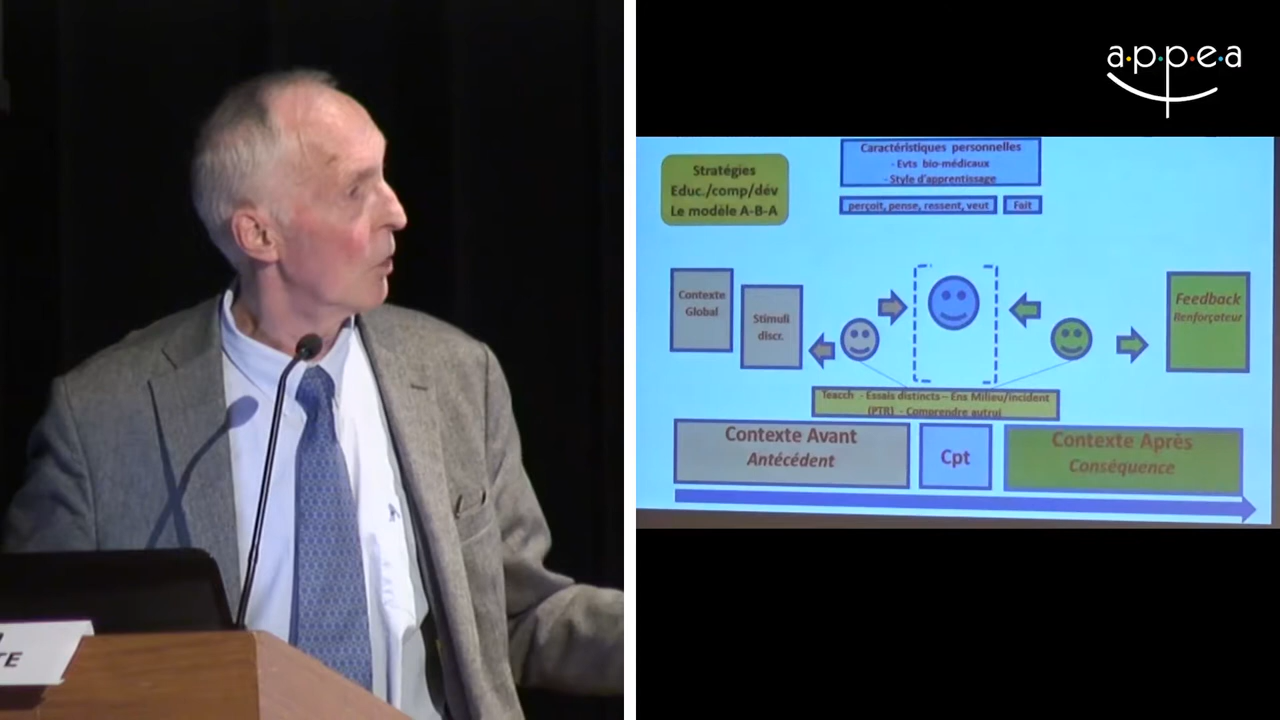 a.p.p.e.a
Stratégies
Educ./comp/dév
Le modèle A-B-A
Caractéristiques personnelles
- Evts bio-médicaux
- Style d'apprentissage
perçoit, pense, ressent, veut
Fait
Contexte
Global
Stimuli
discr.
Feedback
Renforçateur
Teacch - Essais distincts – Ens Milieu/incident
(PTR) - Comprendre autrui
Contexte Avant
Antécédent
Cpt
Contexte Après
Conséquence
TE